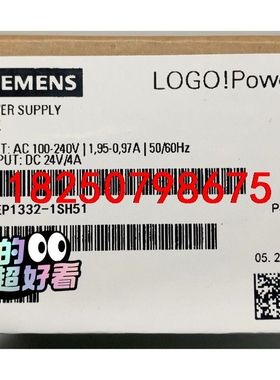 SIEMENS LOGO!Powe
ER SUPPLY
T: AC 100-240V | 1,95-0,97A | 50/60Hz
PUT: DC 24V/4A
18250798675
EP1332-1SH51
P
的
超好看
05.2